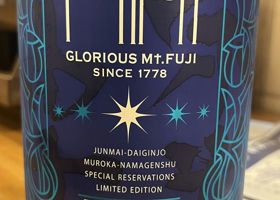 GLORIOUS Mt.FUJI
SINCE 1778
JUNMAI-DAIGINJO
MUROKA-NAMAGENSHU
SPECIAL RESERVATIONS
LIMITED EDITION